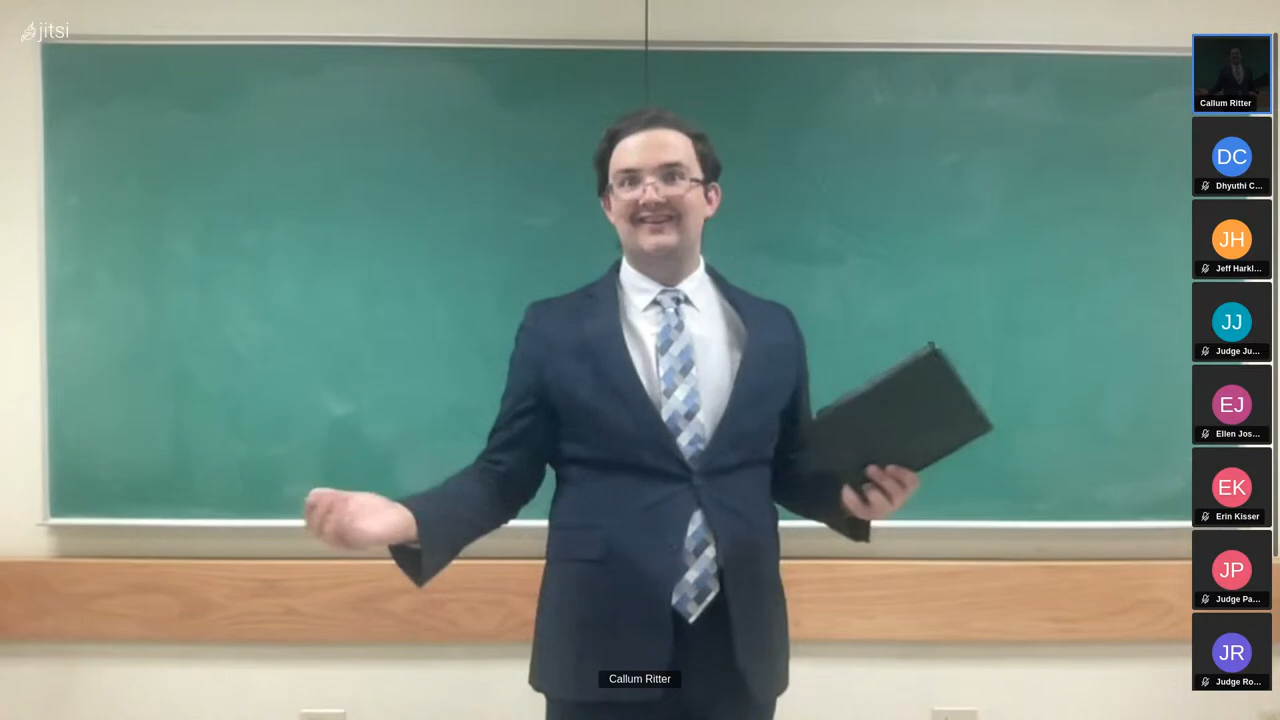 jitsi
Callum Ritter
DC
Dhyuthi C...
JH
Jeff Harkl...
JJ
Judge Ju...
EJ
Ellen Jos...
EK
Erin Kisser
JP
Judge Pa...
JR
Judge Ro...
Callum Ritter